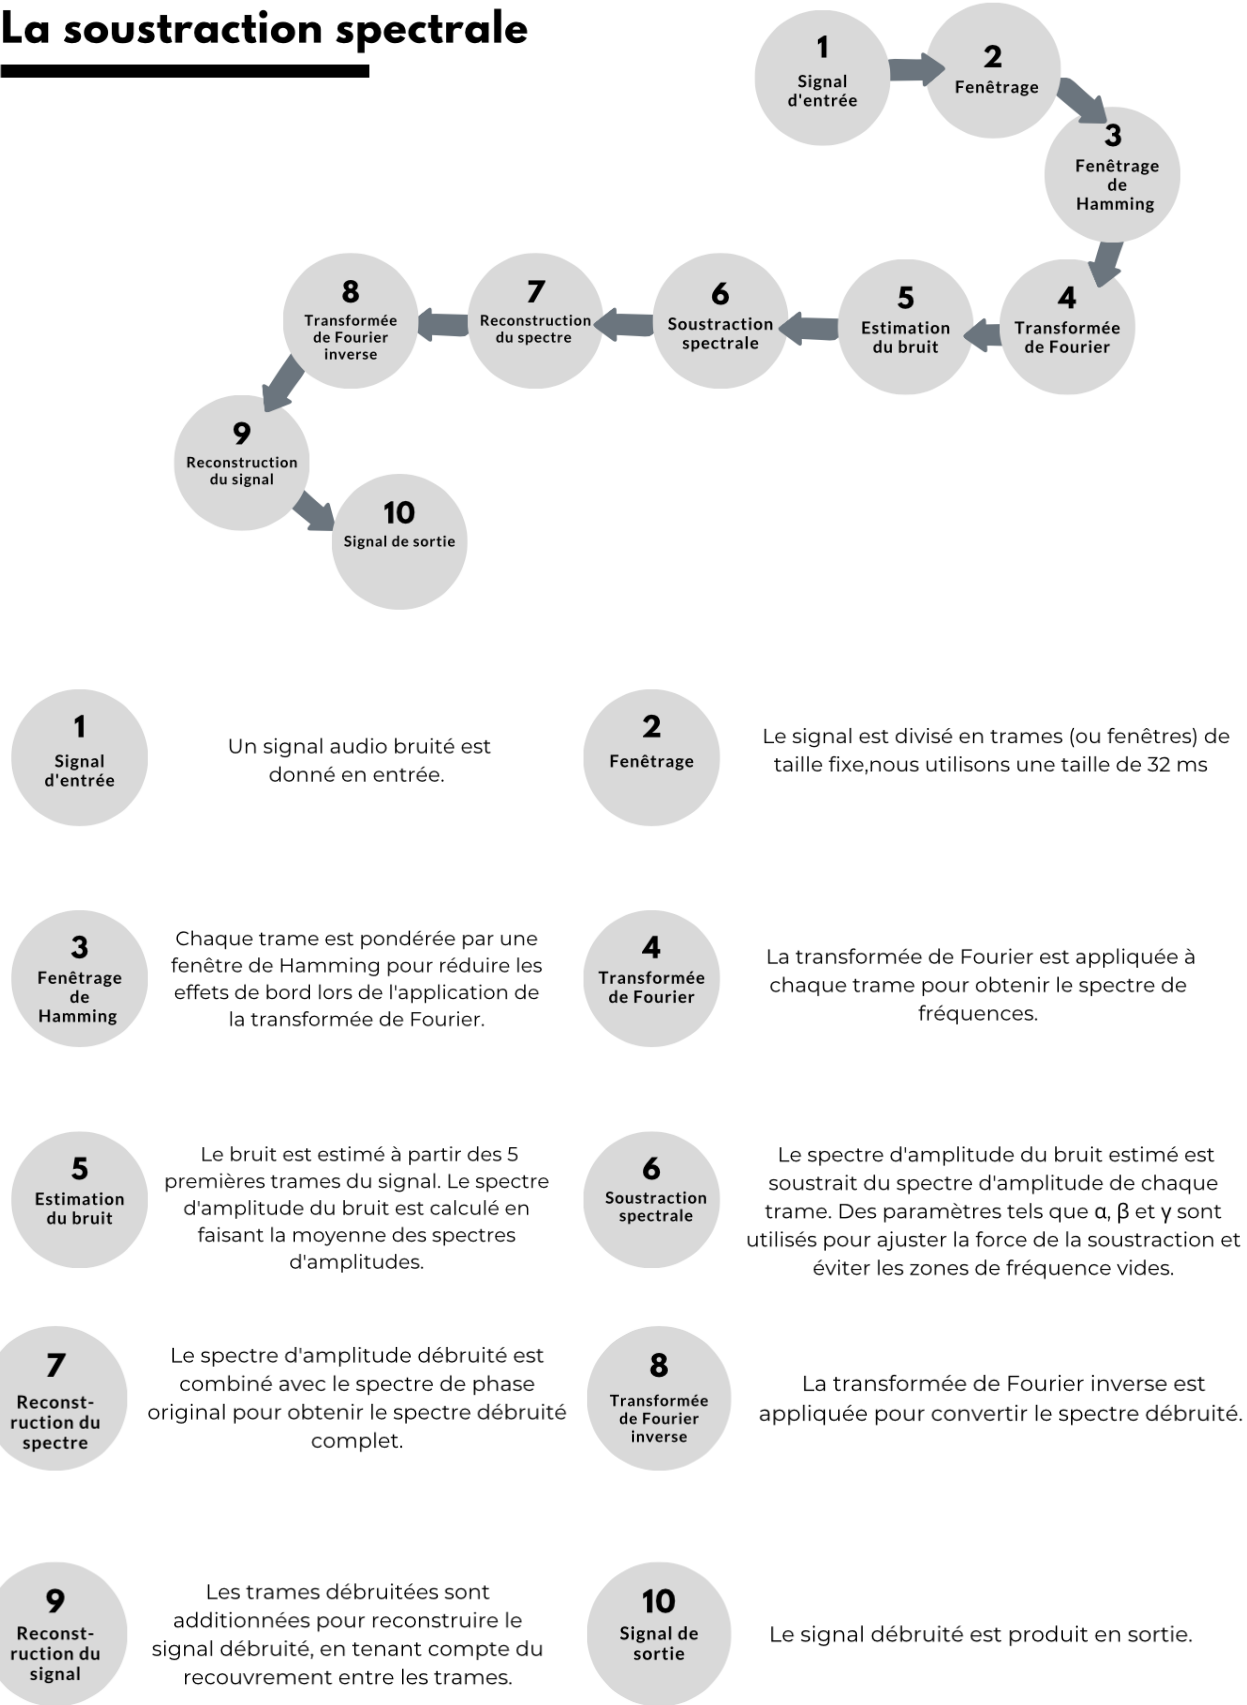 La soustraction spectrale
1
Signal
d'entrée
2
Fenêtrage
3
Fenêtrage
de
Hamming
4
Transformée
de Fourier
5
Estimation
du bruit
6
Soustraction
spectrale
7
Reconstruction
du spectre
8
Transformée
de Fourier
inverse
9
Reconstruction
du signal
10
Signal de sortie
1
Signal
d'entrée
Un signal audio bruité est
donné en entrée.
2
Fenêtrage
Le signal est divisé en trames (ou fenêtres) de
taille fixe,nous utilisons une taille de 32 ms
3
Fenêtrage
de
Hamming
Chaque trame est pondérée par une
fenêtre de Hamming pour réduire les
effets de bord lors de l'application de
la transformée de Fourier.
4
Transformée
de Fourier
La transformée de Fourier est appliquée à
chaque trame pour obtenir le spectre de
fréquences.
5
Estimation
du bruit
Le bruit est estimé à partir des 5
premières trames du signal. Le spectre
d'amplitude du bruit est calculé en
faisant la moyenne des spectres
d'amplitudes.
6
Soustraction
spectrale
Le spectre d'amplitude du bruit estimé est
soustrait du spectre d'amplitude de chaque
trame. Des paramètres tels que α, β et γ sont
utilisés pour ajuster la force de la soustraction et
éviter les zones de fréquence vides.
7
Reconst-
ruction du
spectre
Le spectre d'amplitude débruité est
combiné avec le spectre de phase
original pour obtenir le spectre débruité
complet.
8
Transformée
de Fourier
inverse
La transformée de Fourier inverse est
appliquée pour convertir le spectre débruité.
9
Reconst-
ruction du
signal
Les trames débruitées sont
additionnées pour reconstruire le
signal débruité, en tenant compte du
recouvrement entre les trames.
10
Signal de
sortie
Le signal débruité est produit en sortie.